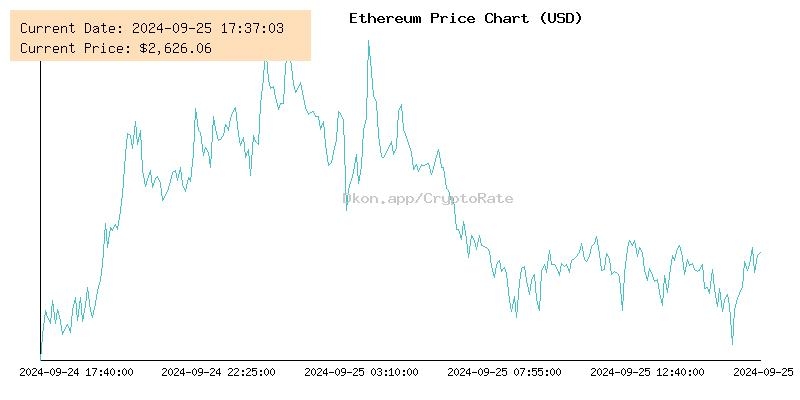 Ethereum Price Chart (USD)
Current Date: 2024-09-25 17:37:03
Current Price: $2,626.06
Dkon.app/CryptoRate
2024-09-24 17:40:00
2024-09-24 22:25:00
2024-09-25 03:10:00
2024-09-25 07:55:00
2024-09-25 12:40:00
2024-09-25